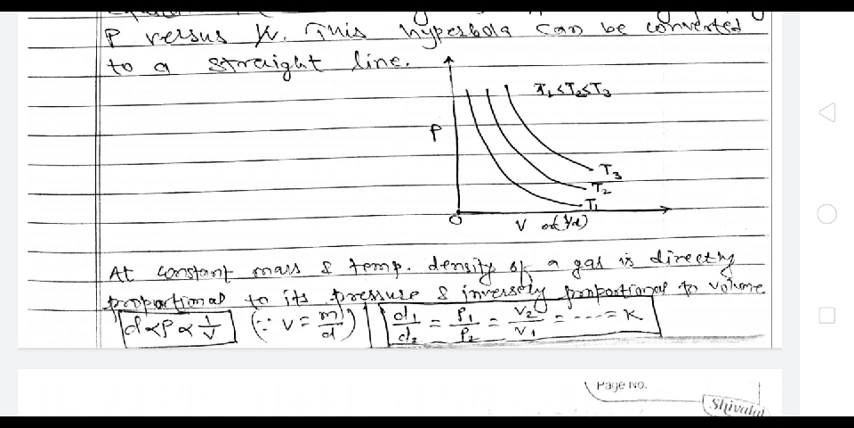 P versus V. This hyperbola can be converted
to a straight line.
T₁<T₂<T₃
P
T₃
T₂
T₁
O
V or (1/d)
At constant mass & temp. density of a gas is directly
proportional to its pressure & inversely proportional to volume
d∝P∝1/V (∵ V=m/d) d₁/d₂ = P₁/P₂ = V₂/V₁ = ----- = K
Page No.
Shivalal